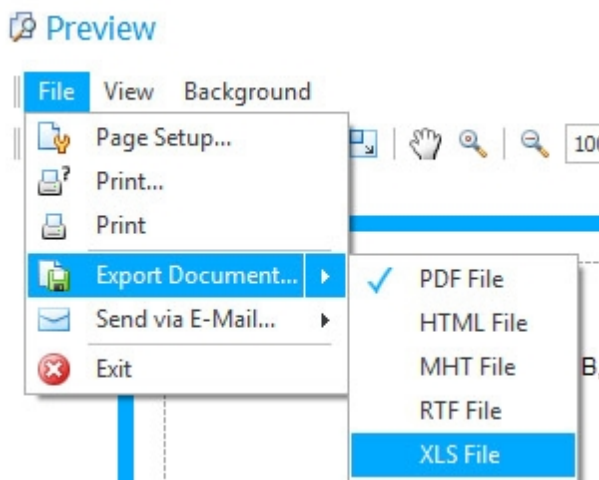 Preview
File View Background
Page Setup...
Print...
Print
Export Document...
Send via E-Mail...
Exit
PDF File
HTML File
MHT File
RTF File
XLS File